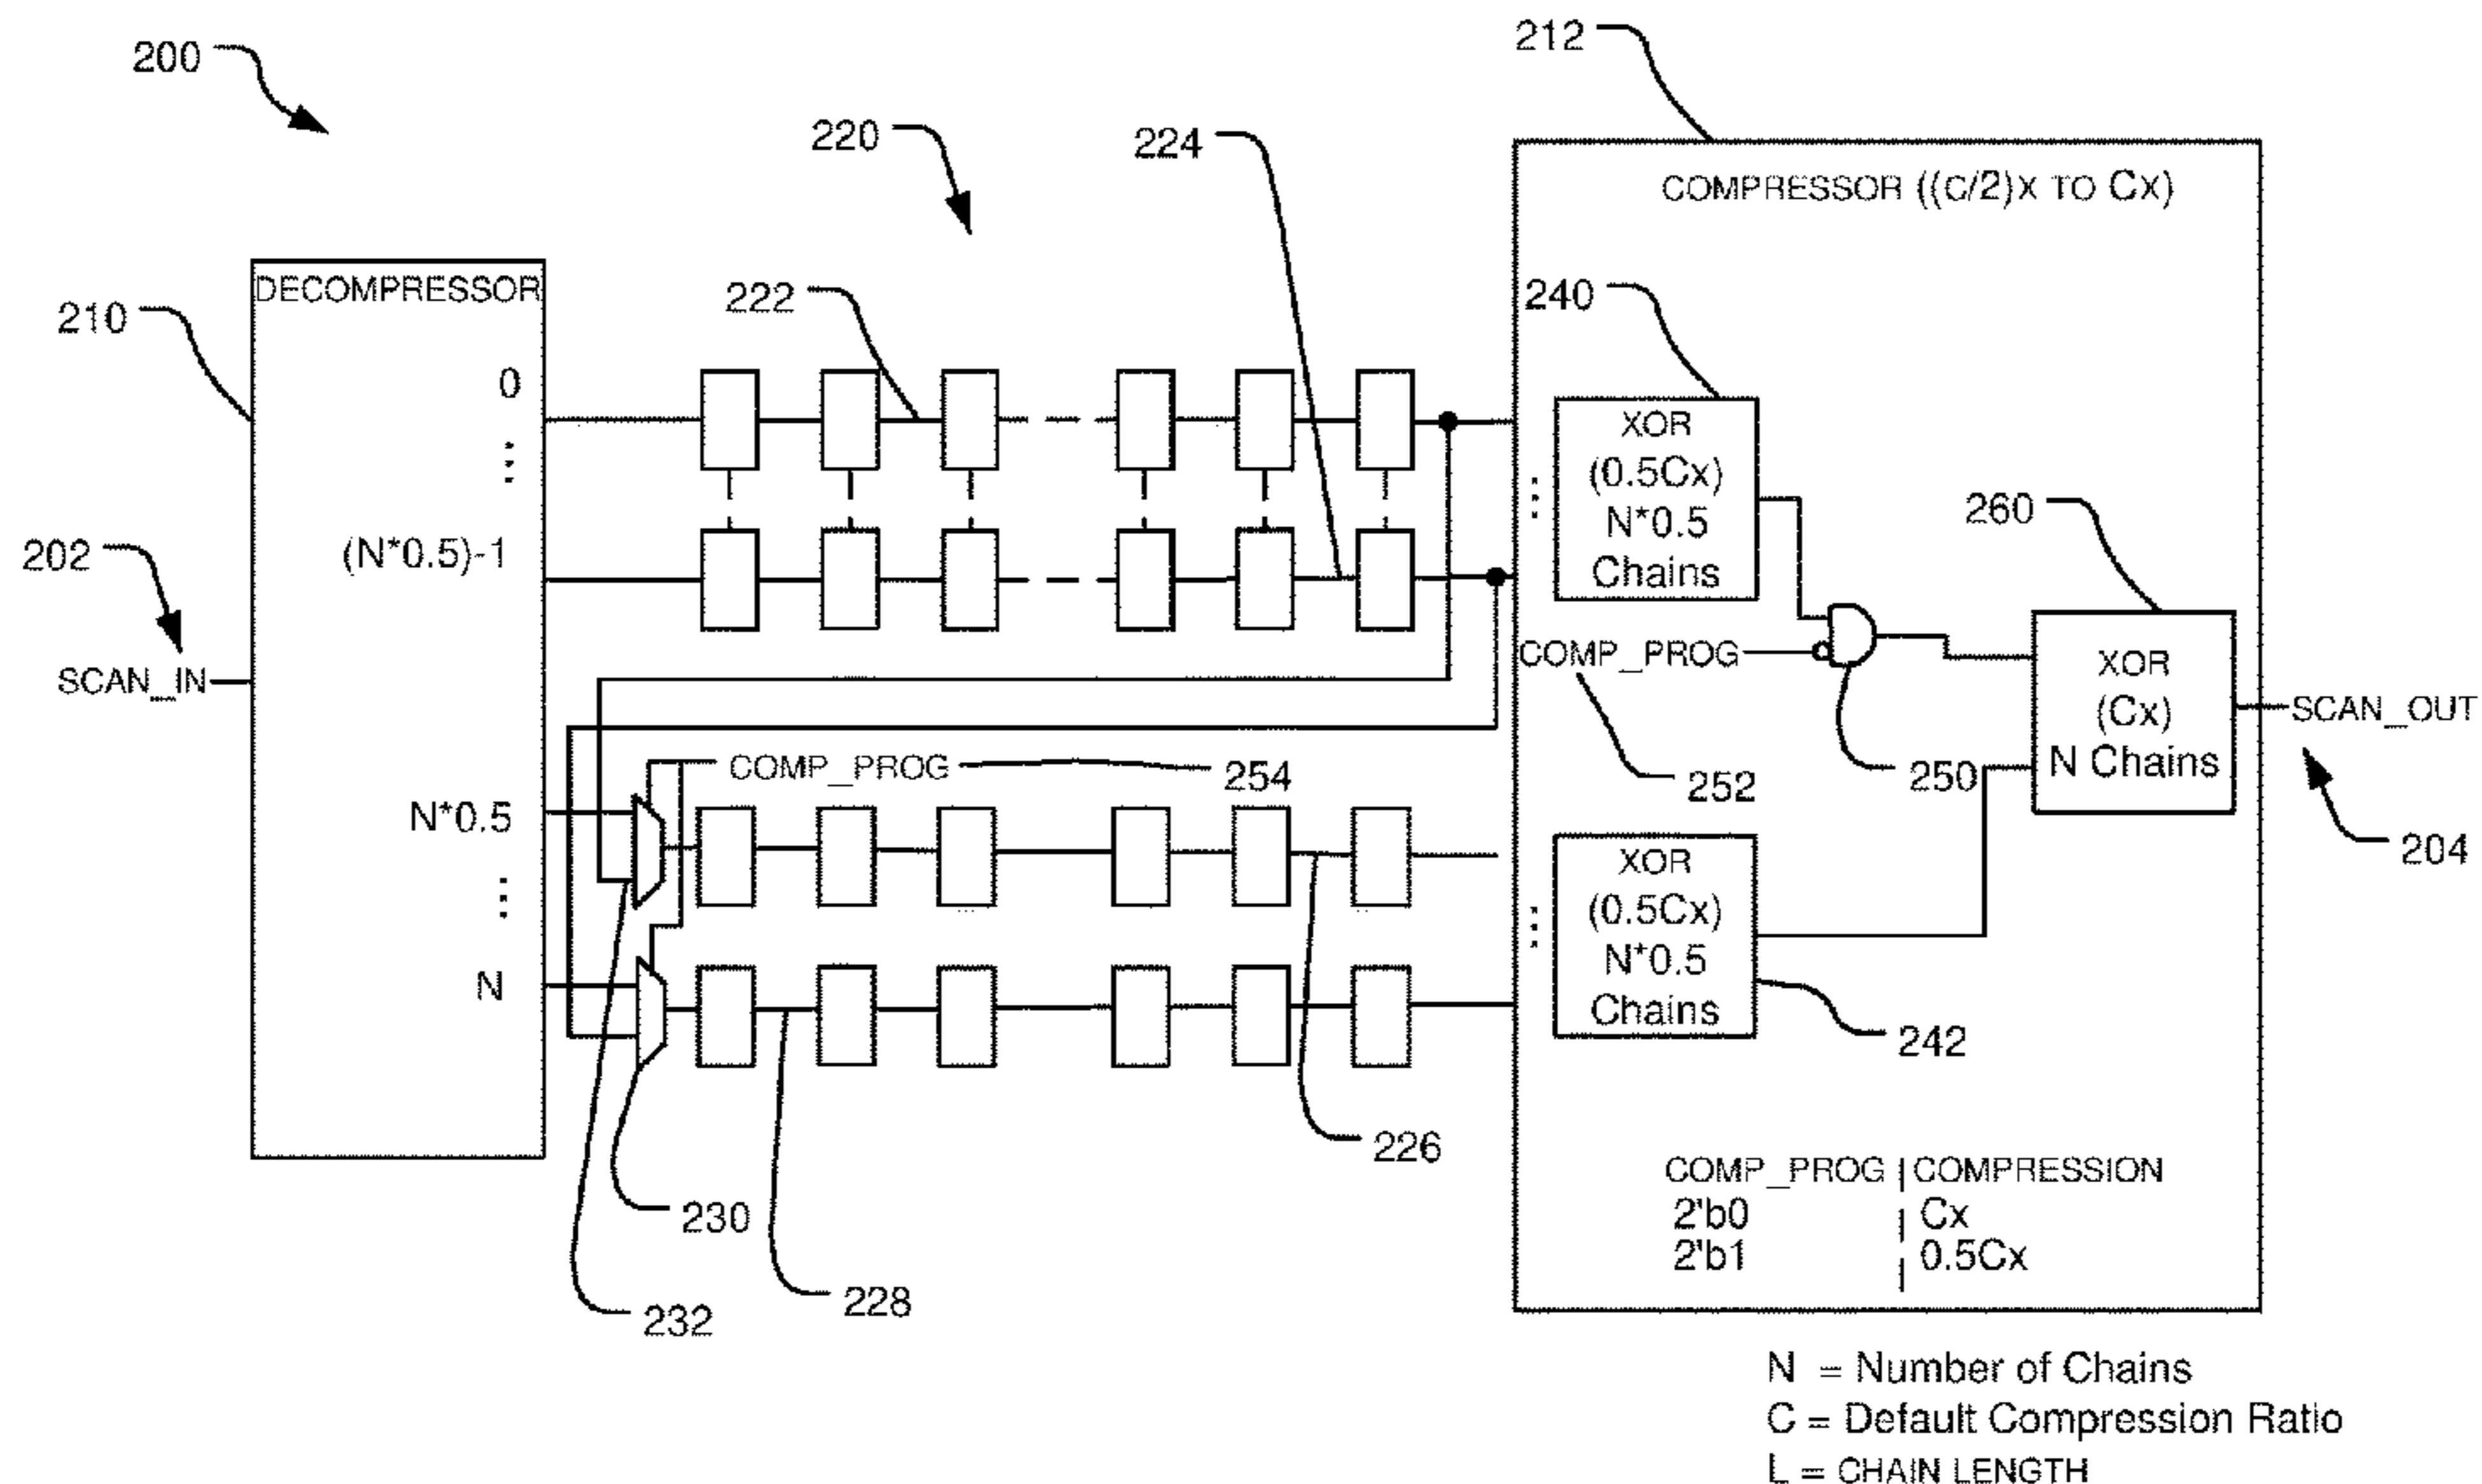 200
212
220
224
COMPRESSOR ((C/2)X TO Cx)
DECOMPRESSOR
210
222
240
0
⋮
(N*0.5)-1
XOR
(0.5Cx)
N*0.5
Chains
⋮
260
202
SCAN_IN
COMP_PROG
252
250
XOR
(Cx)
N Chains
SCAN_OUT
204
COMP_PROG
254
N*0.5
⋮
N
XOR
(0.5Cx)
N*0.5
Chains
⋮
242
226
230
228
232
COMP_PROG | COMPRESSION
2'b0 | Cx
2'b1 | 0.5Cx
N = Number of Chains
C = Default Compression Ratio
L = CHAIN LENGTH